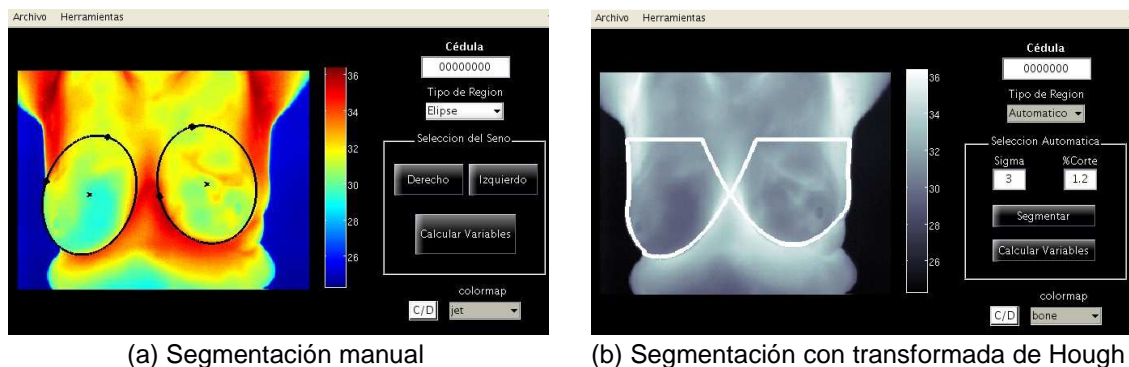 Archivo Herramientas
Cédula
00000000
Tipo de Region
Elipse
Seleccion del Seno
Derecho Izquierdo
Calcular Variables
colormap
C/D jet
36
34
32
30
28
26
(a) Segmentación manual
Archivo Herramientas
Cédula
0000000
Tipo de Region
Automatico
Seleccion Automatica
Sigma %Corte
3 1.2
Segmentar
Calcular Variables
colormap
C/D bone
36
34
32
30
28
26
(b) Segmentación con transformada de Hough